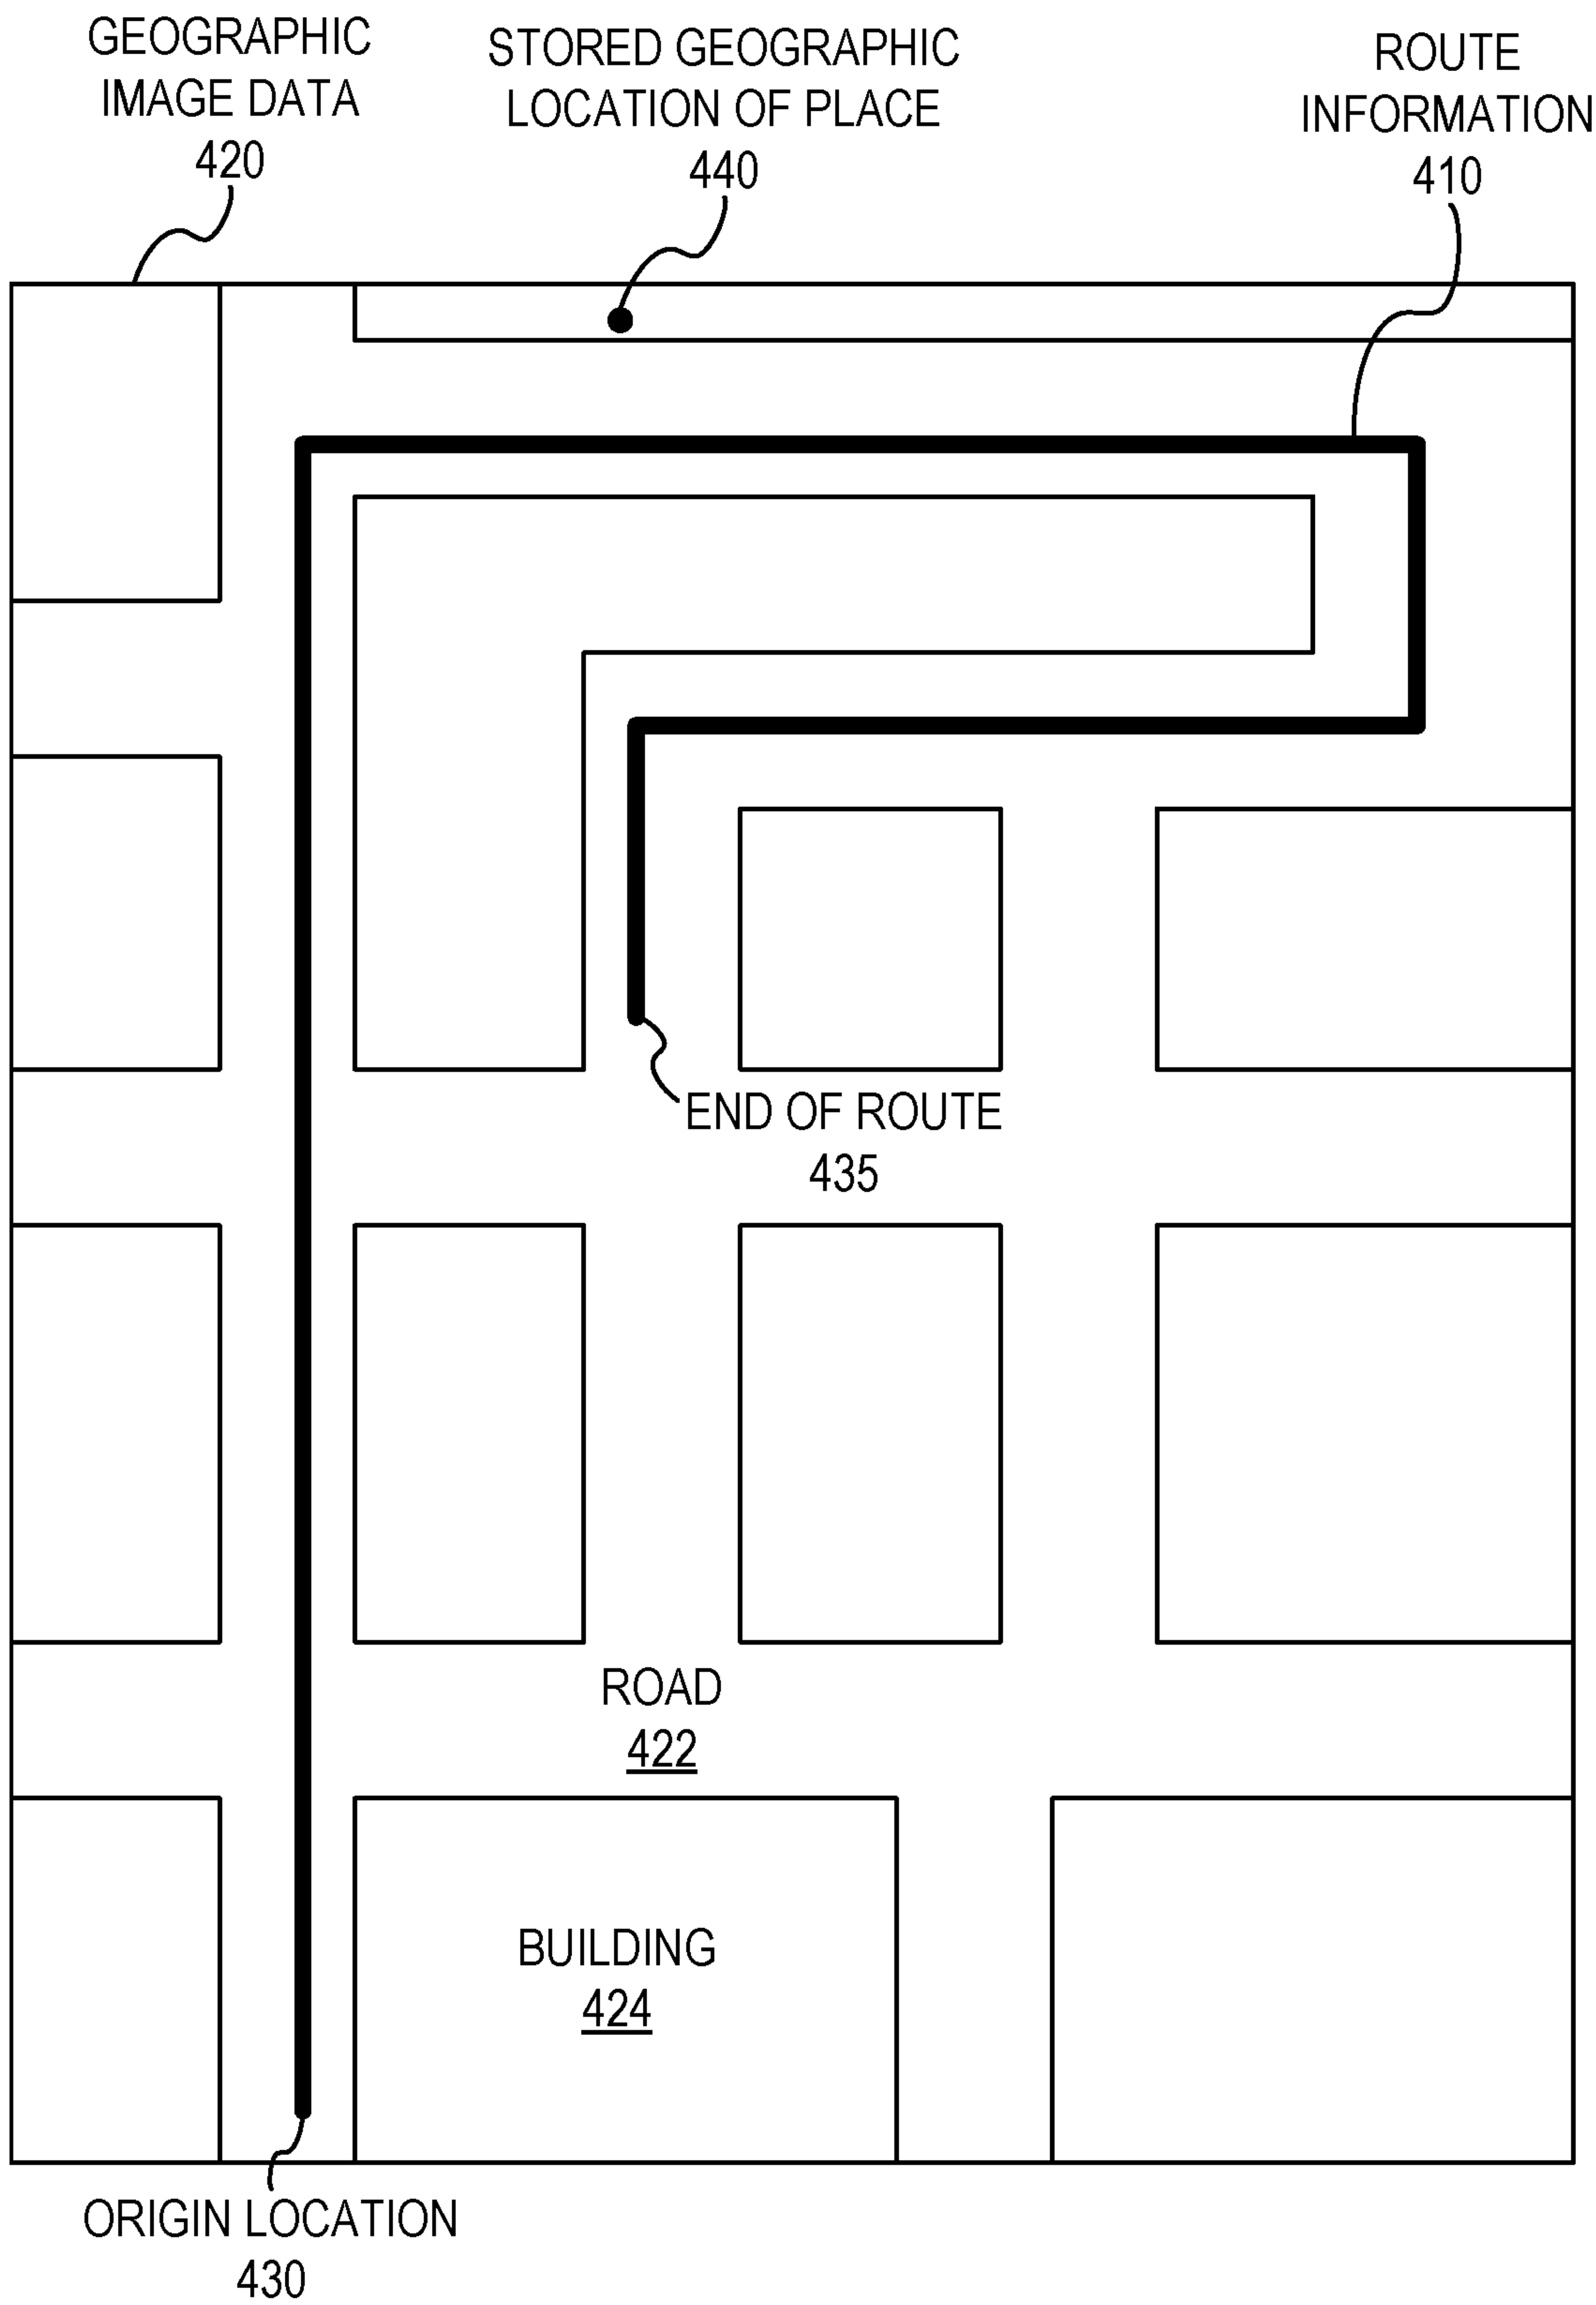 GEOGRAPHIC
IMAGE DATA
420
STORED GEOGRAPHIC
LOCATION OF PLACE
440
ROUTE
INFORMATION
410
END OF ROUTE
435
ROAD
422
BUILDING
424
ORIGIN LOCATION
430